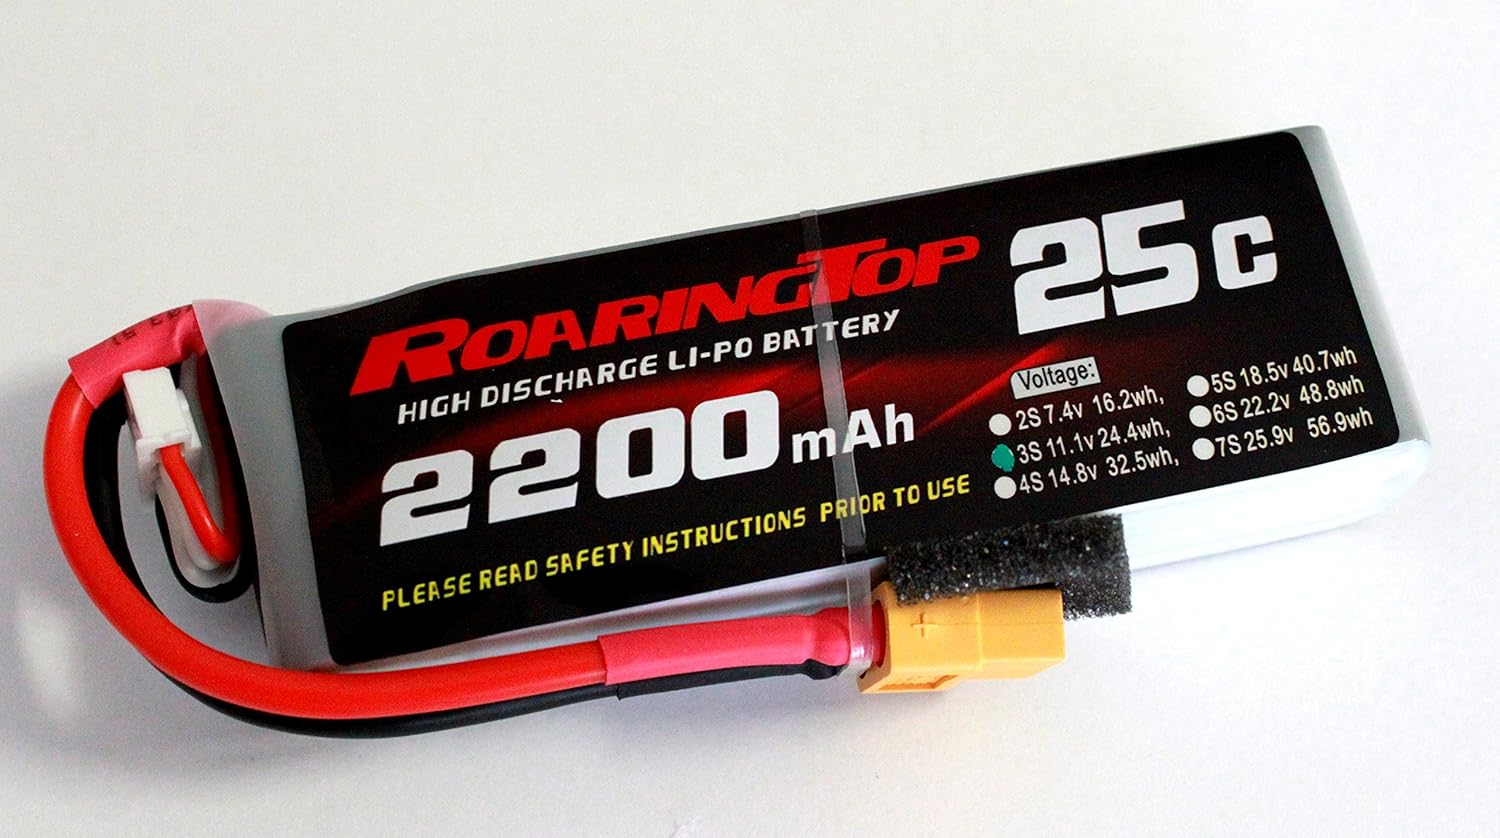 ROARINGTOP
HIGH DISCHARGE LI-PO BATTERY
2200mAh
PLEASE READ SAFETY INSTRUCTIONS PRIOR TO USE
25C
Voltage:
2S 7.4v 16.2wh,
3S 11.1v 24.4wh,
4S 14.8v 32.5wh,
5S 18.5v 40.7wh
6S 22.2v 48.8wh
7S 25.9v 56.9wh
+